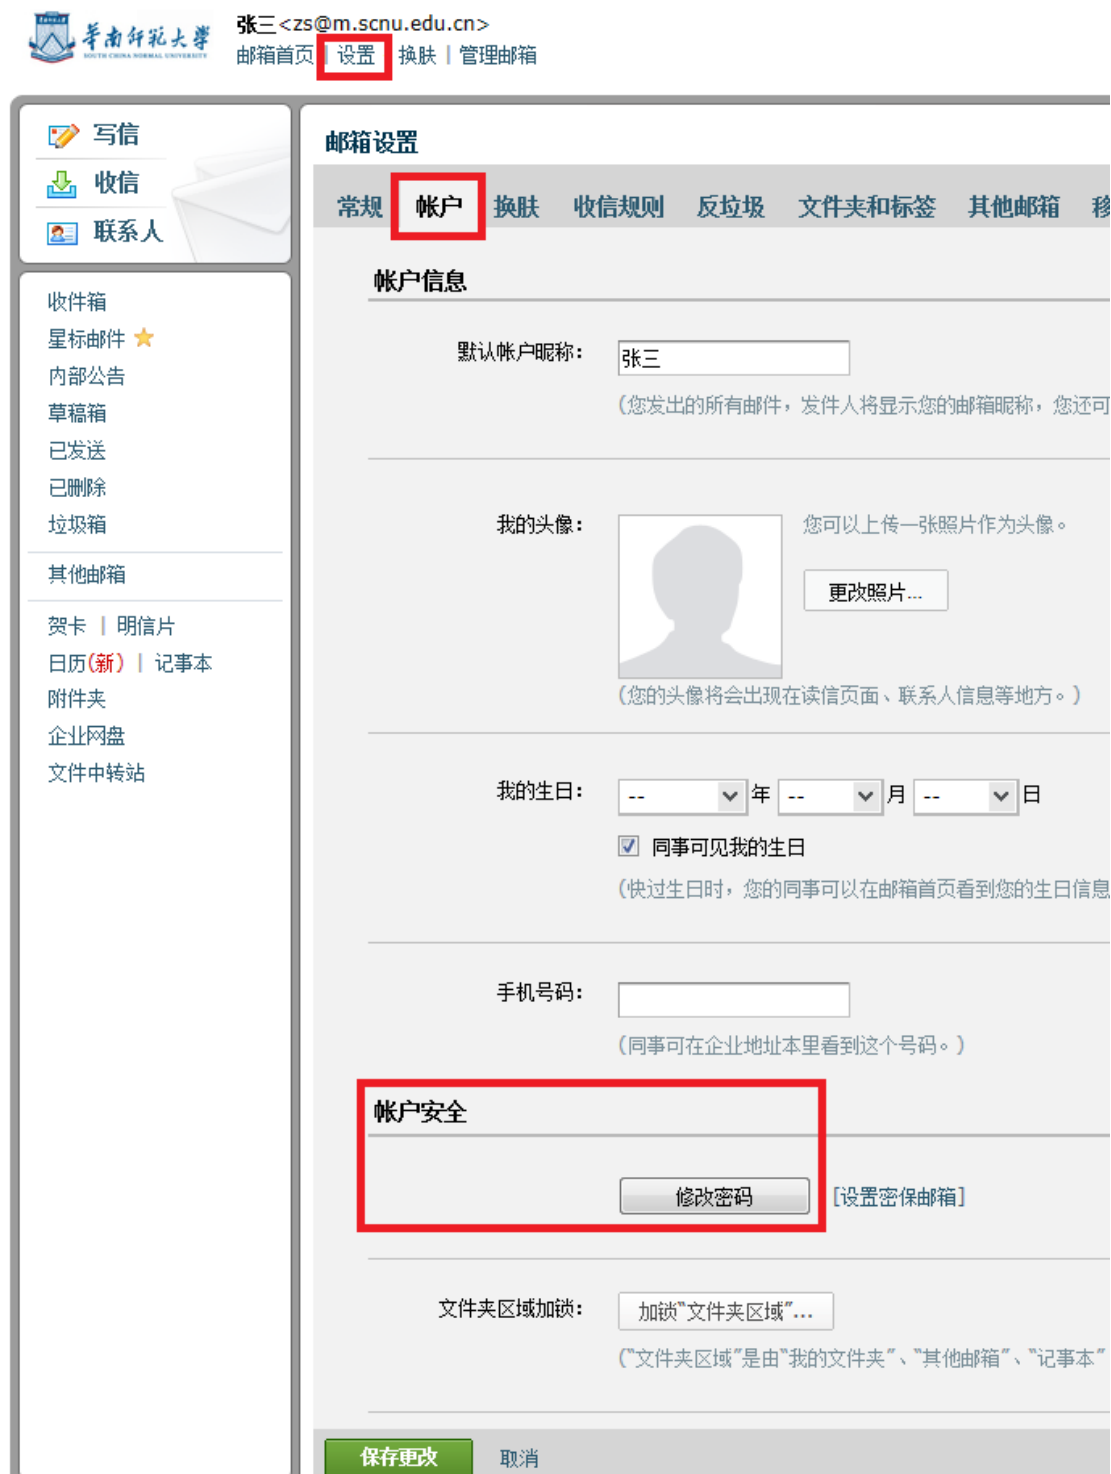 華南師範大學
SOUTH CHINA NORMAL UNIVERSITY
张三<zs@m.scnu.edu.cn>
邮箱首页 | 设置 | 换肤 | 管理邮箱
写信
收信
联系人
收件箱
星标邮件
内部公告
草稿箱
已发送
已删除
垃圾箱
其他邮箱
贺卡 | 明信片
日历(新) | 记事本
附件夹
企业网盘
文件中转站
邮箱设置
常规 帐户 换肤 收信规则 反垃圾 文件夹和标签 其他邮箱 移
帐户信息
默认帐户昵称： 张三
(您发出的所有邮件，发件人将显示您的邮箱昵称，您还可
我的头像： 您可以上传一张照片作为头像。
更改照片...
(您的头像将会出现在读信页面、联系人信息等地方。)
我的生日： -- 年 -- 月 -- 日
同事可见我的生日
(快过生日时，您的同事可以在邮箱首页看到您的生日信息
手机号码：
(同事可在企业地址本里看到这个号码。)
帐户安全
修改密码 [设置密保邮箱]
文件夹区域加锁： 加锁"文件夹区域"...
("文件夹区域"是由"我的文件夹"、"其他邮箱"、"记事本"
保存更改 取消